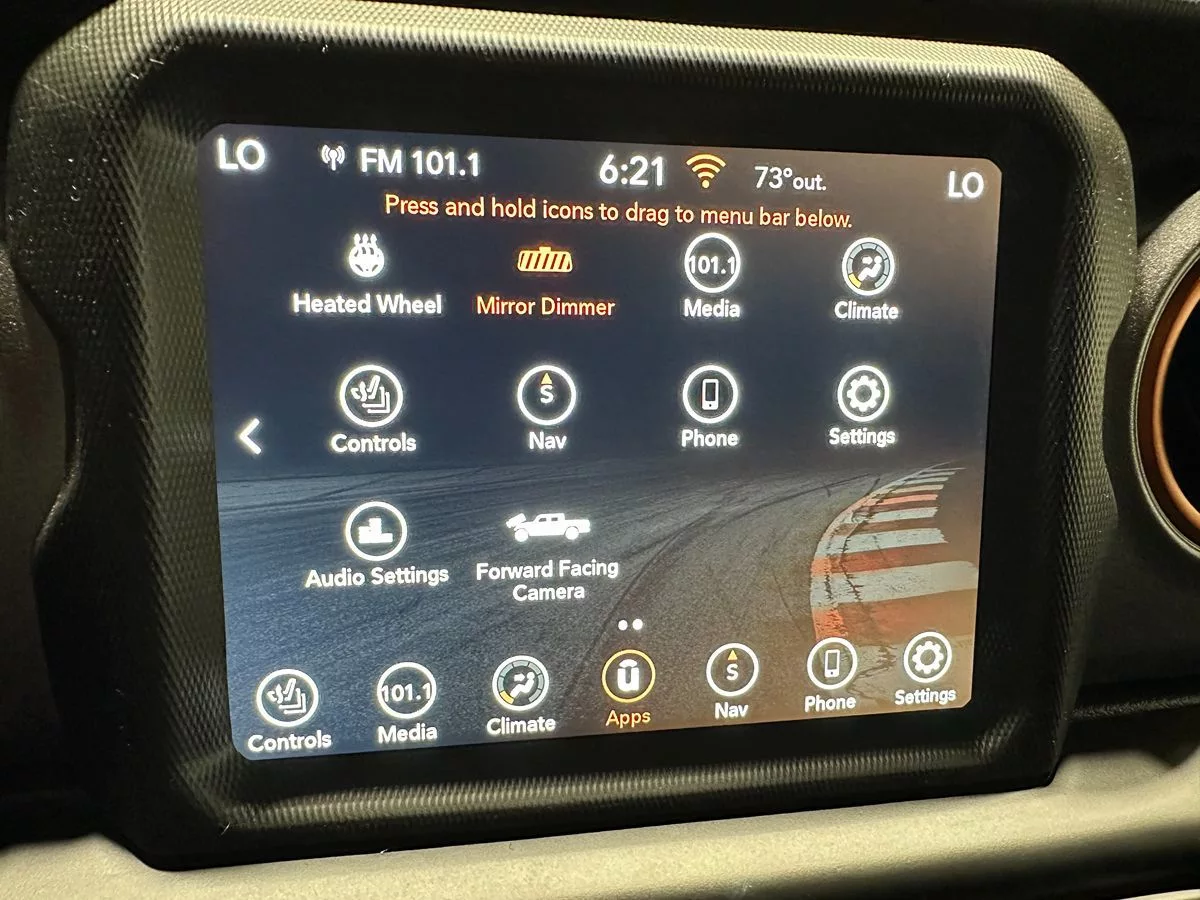 LO FM 101.1 6:21 73°out. LO
Press and hold icons to drag to menu bar below.
101.1
Heated Wheel Mirror Dimmer Media Climate
S
Controls Nav Phone Settings
Audio Settings Forward Facing
Camera
101.1 S
Controls Media Climate Apps Nav Phone Settings